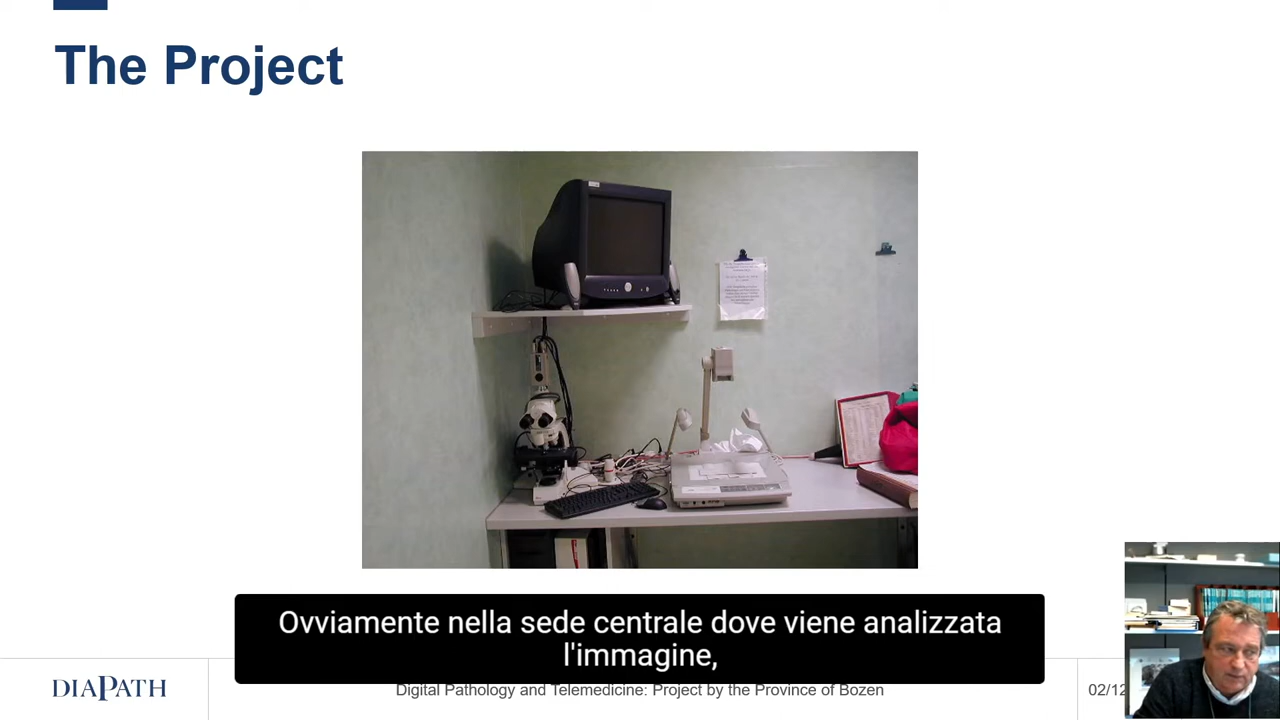 The Project
Ovviamente nella sede centrale dove viene analizzata
l'immagine,
DIAPATH
Digital Pathology and Telemedicine: Project by the Province of Bozen
02/12